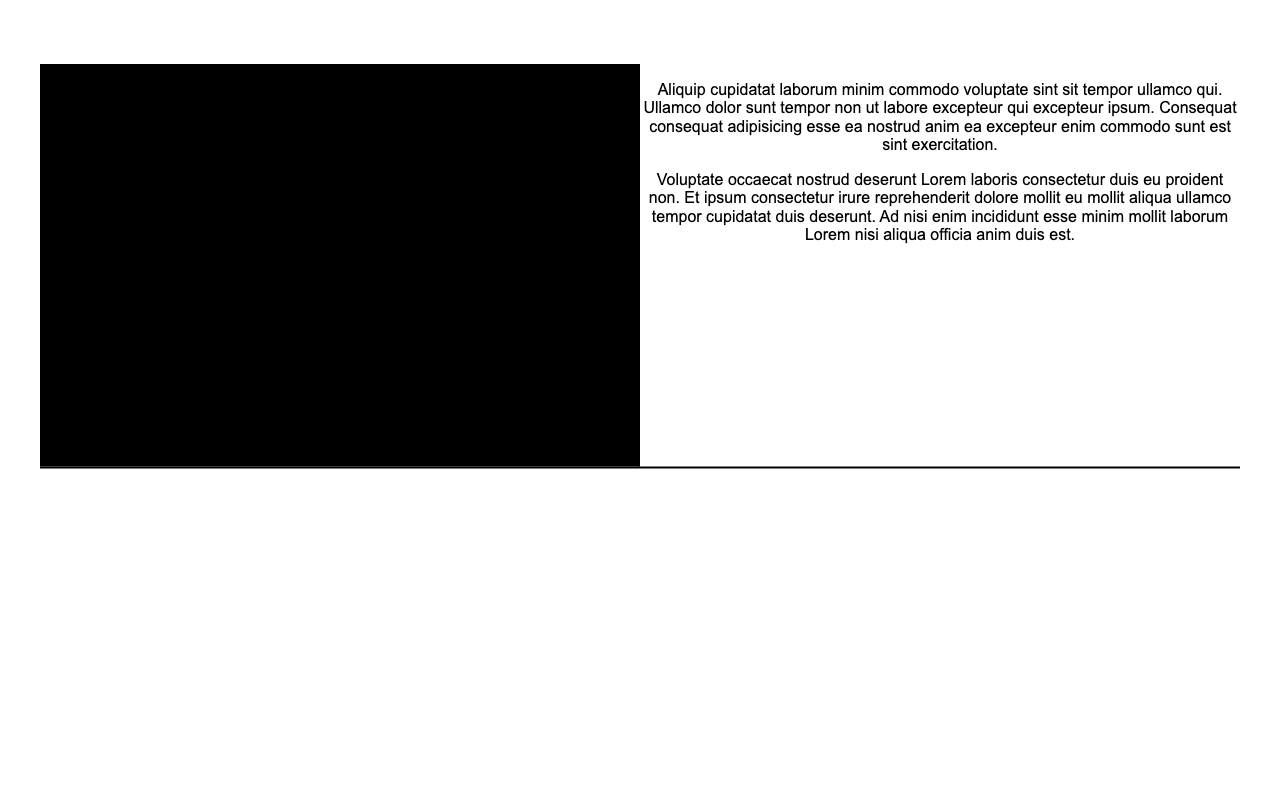 Aliquip cupidatat laborum minim commodo voluptate sint sit tempor ullamco qui.
Ullamco dolor sunt tempor non ut labore excepteur qui excepteur ipsum. Consequat
consequat adipisicing esse ea nostrud anim ea excepteur enim commodo sunt est
sint exercitation.
Voluptate occaecat nostrud deserunt Lorem laboris consectetur duis eu proident
non. Et ipsum consectetur irure reprehenderit dolore mollit eu mollit aliqua ullamco
tempor cupidatat duis deserunt. Ad nisi enim incididunt esse minim mollit laborum
Lorem nisi aliqua officia anim duis est.